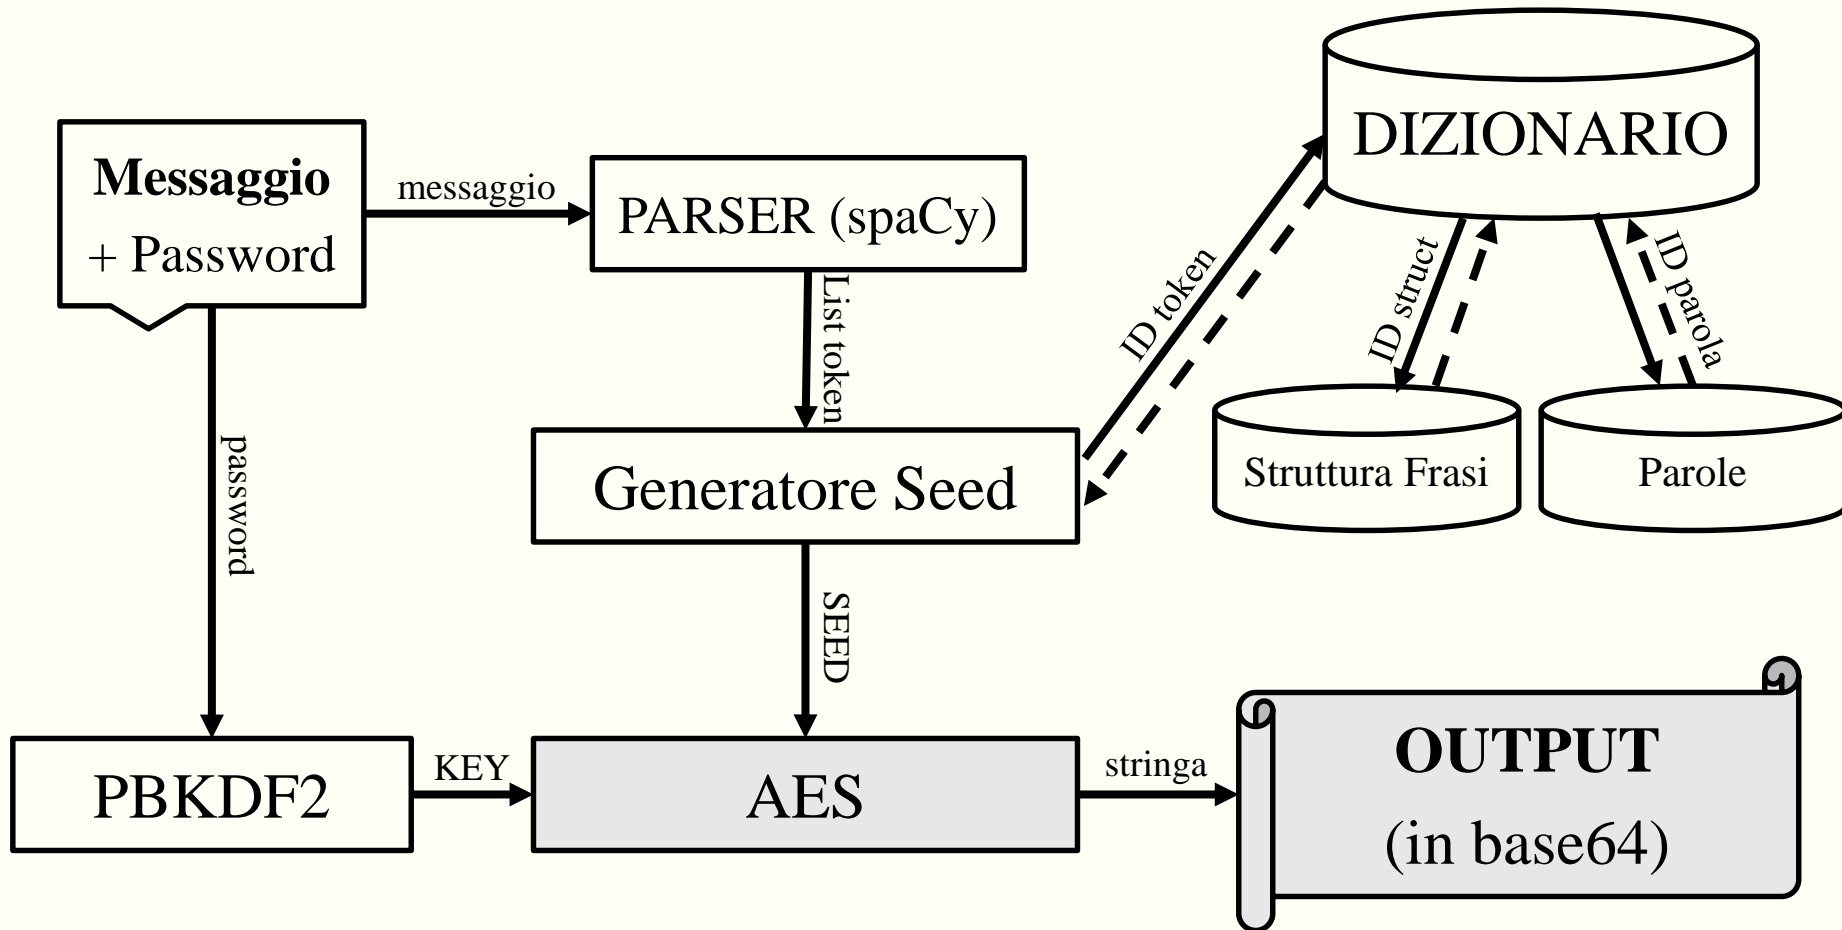 Messaggio
+ Password
messaggio
PARSER (spaCy)
DIZIONARIO
List token
ID token
ID struct
ID parola
Struttura Frasi
Parole
Generatore Seed
password
SEED
PBKDF2
KEY
AES
stringa
OUTPUT
(in base64)